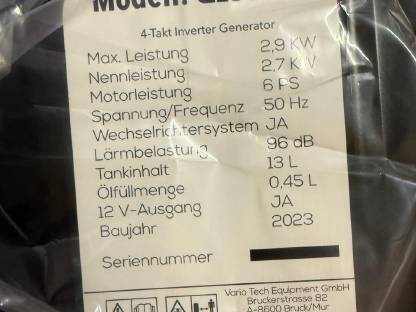 Modell:
4-Takt Inverter Generator
Max. Leistung 2,9 KW
Nennleistung 2,7 KW
Motorleistung 6 PS
Spannung/Frequenz 50 Hz
Wechselrichtersystem JA
Lärmbelastung 96 dB
Tankinhalt 13 L
Ölfüllmenge 0,45 L
12 V-Ausgang JA
Baujahr 2023
Seriennummer
Vario Tech Equipment GmbH
Bruckerstrasse 82
A-8600 Bruck/Mur